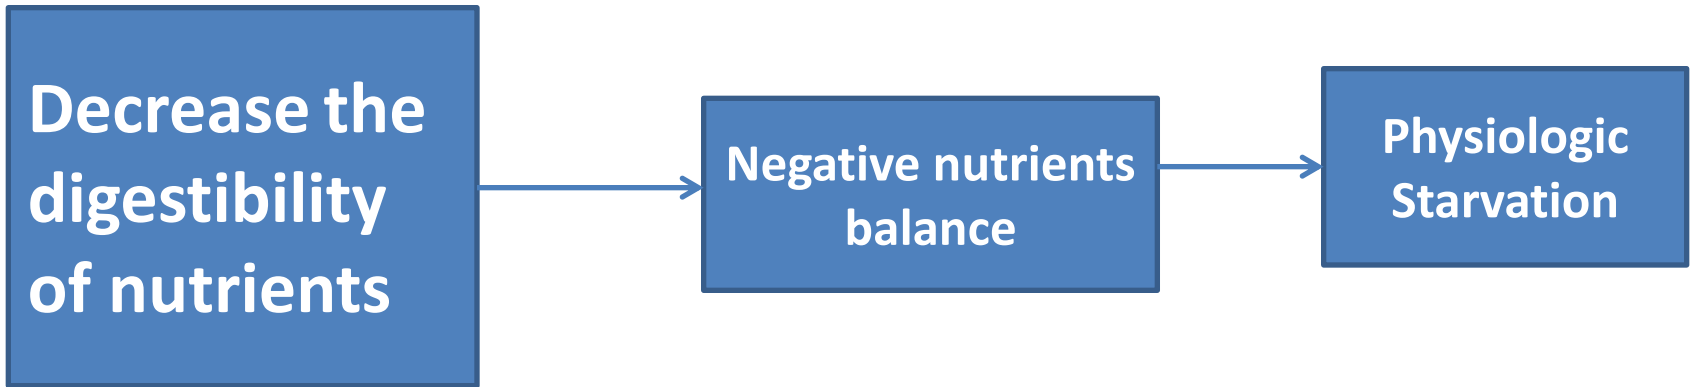 Decrease the
digestibility
of nutrients
Negative nutrients
balance
Physiologic
Starvation